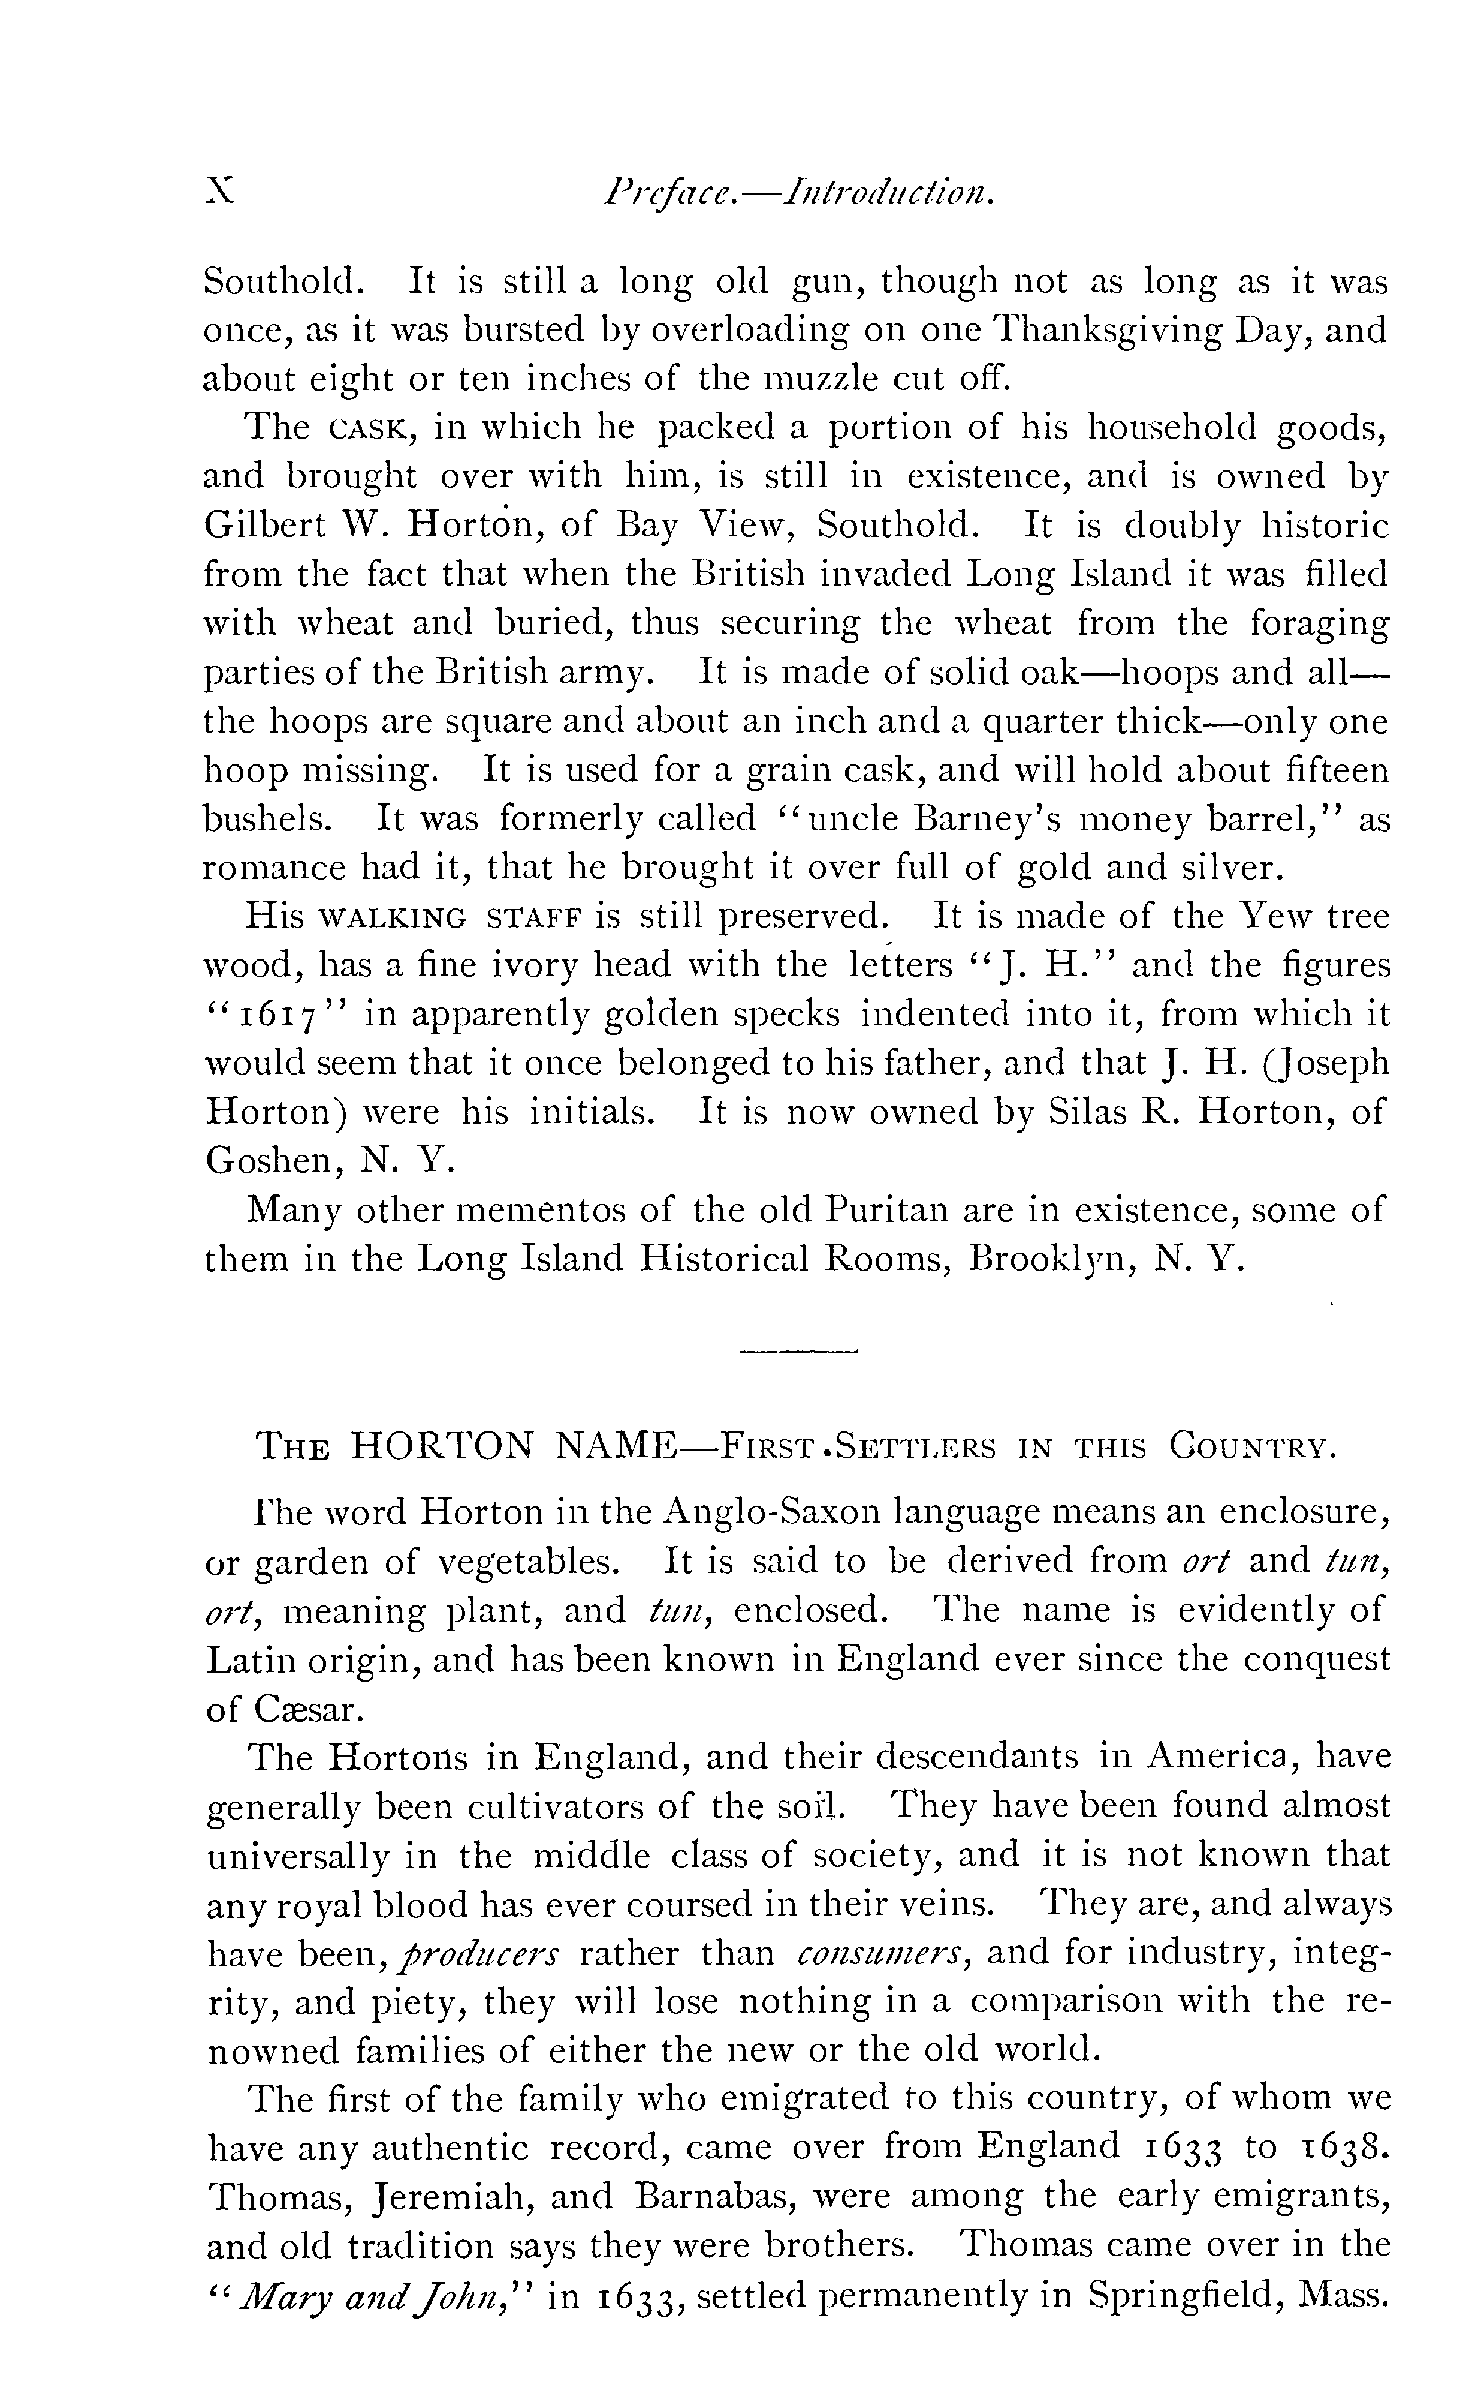 X Preface.—Introduction.
Southold. It is still a long old gun, though not as long as it was
once, as it was bursted by overloading on one Thanksgiving Day, and
about eight or ten inches of the muzzle cut off.
The CASK, in which he packed a portion of his household goods,
and brought over with him, is still in existence, and is owned by
Gilbert W. Horton, of Bay View, Southold. It is doubly historic
from the fact that when the British invaded Long Island it was filled
with wheat and buried, thus securing the wheat from the foraging
parties of the British army. It is made of solid oak—hoops and all—
the hoops are square and about an inch and a quarter thick—only one
hoop missing. It is used for a grain cask, and will hold about fifteen
bushels. It was formerly called “uncle Barney’s money barrel,” as
romance had it, that he brought it over full of gold and silver.
His WALKING STAFF is still preserved. It is made of the Yew tree
wood, has a fine ivory head with the letters “J. H.” and the figures
“1617” in apparently golden specks indented into it, from which it
would seem that it once belonged to his father, and that J. H. (Joseph
Horton) were his initials. It is now owned by Silas R. Horton, of
Goshen, N. Y.
Many other mementos of the old Puritan are in existence, some of
them in the Long Island Historical Rooms, Brooklyn, N. Y.
THE HORTON NAME—FIRST SETTLERS IN THIS COUNTRY.
The word Horton in the Anglo-Saxon language means an enclosure,
or garden of vegetables. It is said to be derived from ort and tun,
ort, meaning plant, and tun, enclosed. The name is evidently of
Latin origin, and has been known in England ever since the conquest
of Cæsar.
The Hortons in England, and their descendants in America, have
generally been cultivators of the soil. They have been found almost
universally in the middle class of society, and it is not known that
any royal blood has ever coursed in their veins. They are, and always
have been, producers rather than consumers, and for industry, integ-
rity, and piety, they will lose nothing in a comparison with the re-
nowned families of either the new or the old world.
The first of the family who emigrated to this country, of whom we
have any authentic record, came over from England 1633 to 1638.
Thomas, Jeremiah, and Barnabas, were among the early emigrants,
and old tradition says they were brothers. Thomas came over in the
“Mary and John,” in 1633, settled permanently in Springfield, Mass.